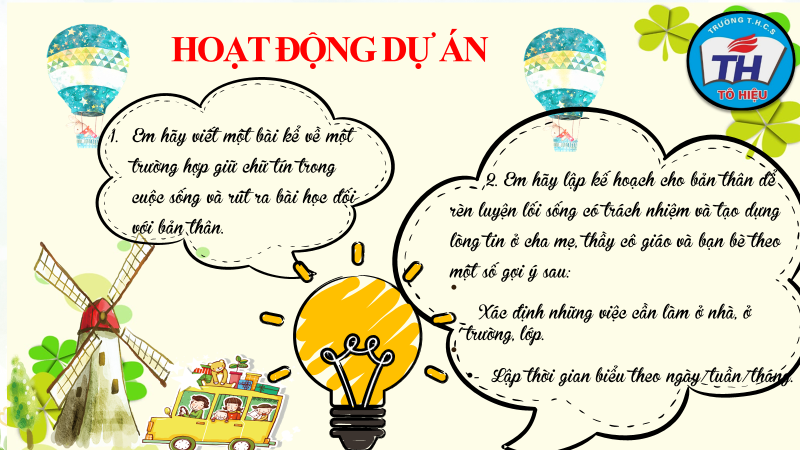 HOẠT ĐỘNG DỰ ÁN
TRƯỜNG T.H.C.S
TH
TÔ HIỆU
1. Em hãy viết một bài kể về một
trường hợp giữ chữ tín trong
cuộc sống và rút ra bài học đối
với bản thân.
2. Em hãy lập kế hoạch cho bản thân để
rèn luyện lối sống có trách nhiệm và tạo dựng
lòng tin ở cha mẹ, thầy cô giáo và bạn bè theo
một số gợi ý sau:
• Xác định những việc cần làm ở nhà, ở
trường, lớp.
• Lập thời gian biểu theo ngày/tuần/tháng.